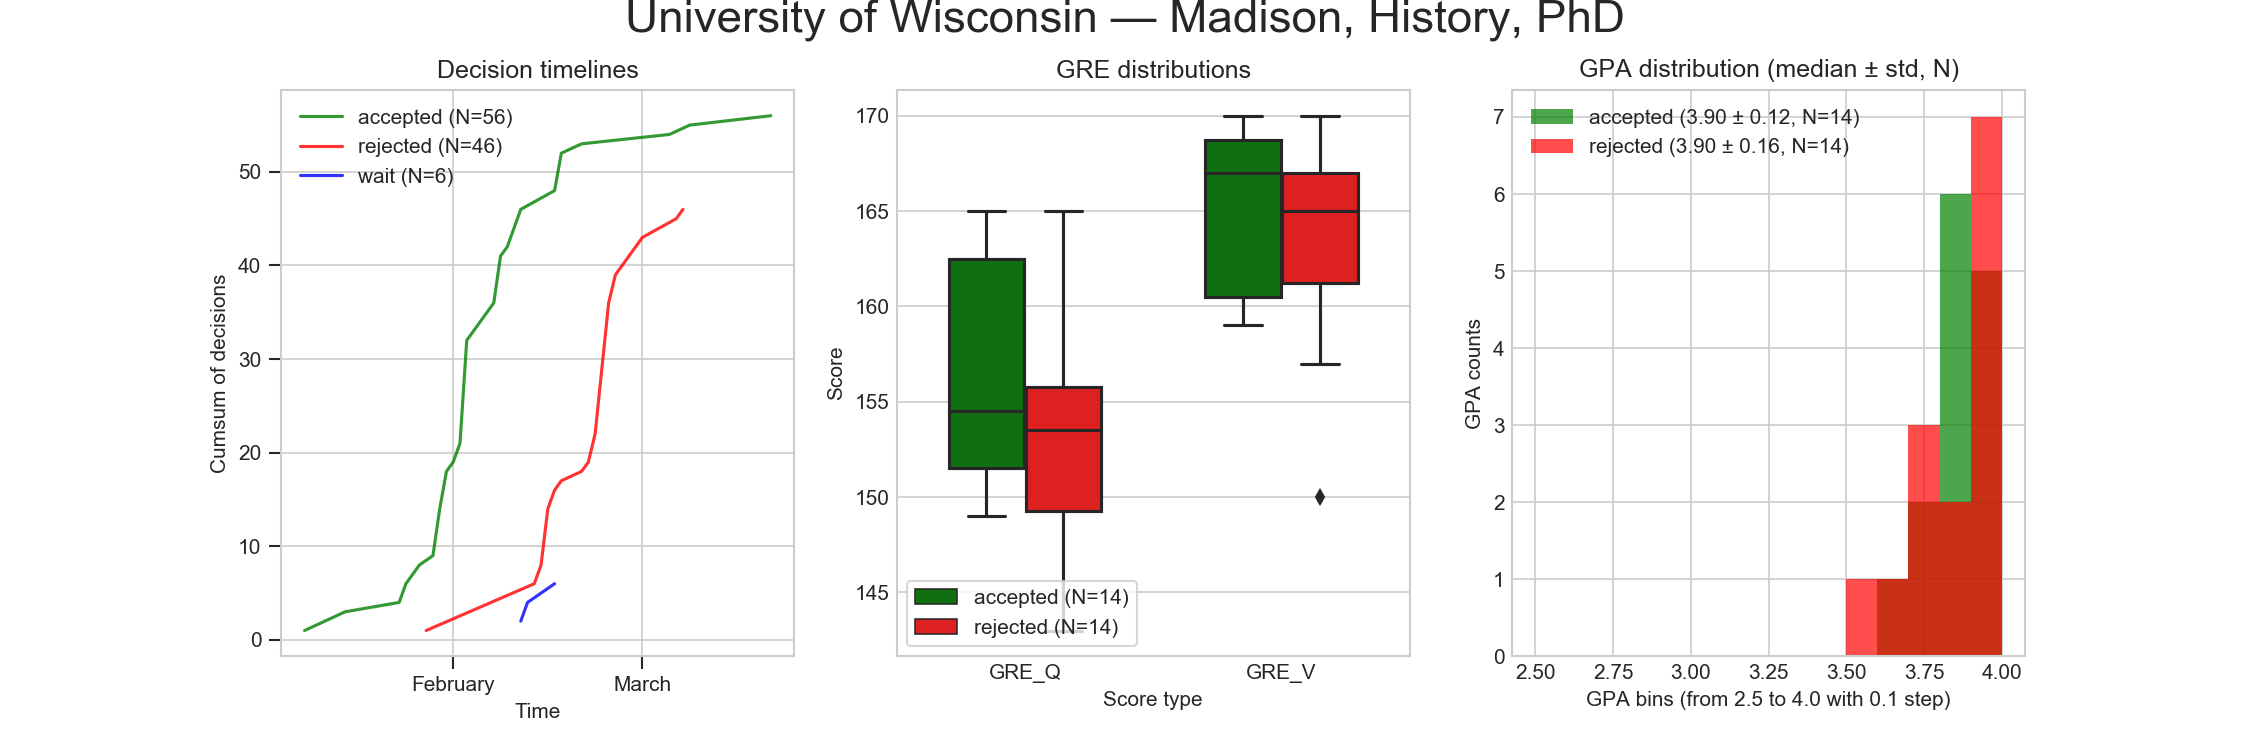 University of Wisconsin — Madison, History, PhD
Decision timelines
accepted (N=56)
rejected (N=46)
wait (N=6)
50
40
30
20
10
0
Cumsum of decisions
February
March
Time
GRE distributions
170
165
160
155
150
145
Score
accepted (N=14)
rejected (N=14)
GRE_Q
GRE_V
Score type
GPA distribution (median ± std, N)
accepted (3.90 ± 0.12, N=14)
rejected (3.90 ± 0.16, N=14)
7
6
5
4
3
2
1
0
GPA counts
2.50 2.75 3.00 3.25 3.50 3.75 4.00
GPA bins (from 2.5 to 4.0 with 0.1 step)